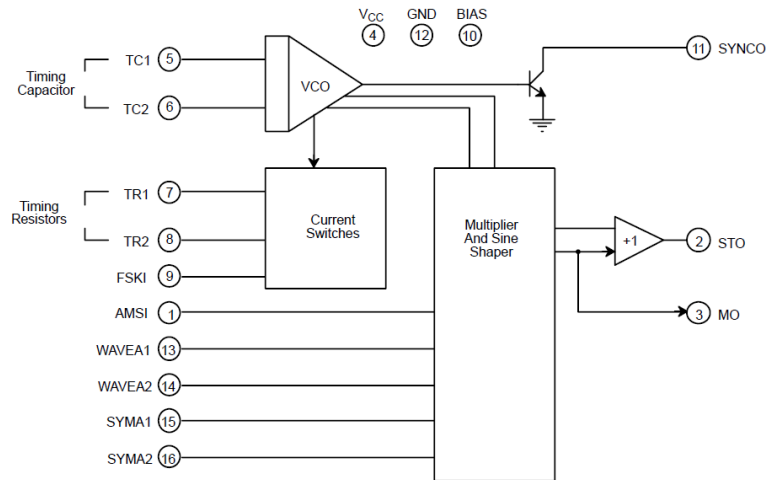 VCC GND BIAS
4 12 10
Timing
Capacitor
TC1 5
TC2 6
VCO
11 SYNCO
Timing
Resistors
TR1 7
TR2 8
FSKI 9
Current
Switches
Multiplier
And Sine
Shaper
+1
2 STO
3 MO
AMSI 1
WAVEA1 13
WAVEA2 14
SYMA1 15
SYMA2 16